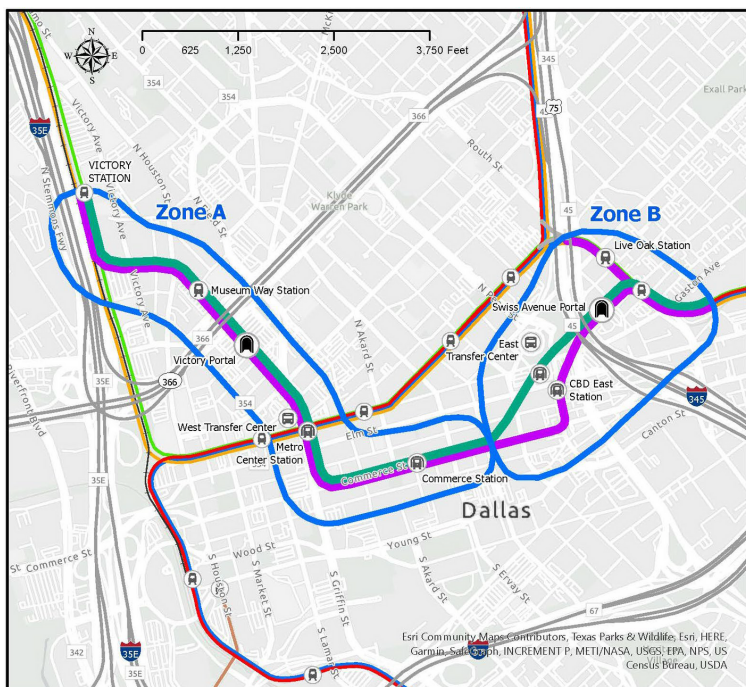 N
W E
S
0 625 1,250 2,500 3,750 Feet
354
354
366
45
75
345
Exall Park
35E
Victory Ave
N Houston St
Routh St
VICTORY
STATION
N Stemmons Fwy
Victory Ave
Zone A
Klyde
Warren Park
45
Zone B
Live Oak Station
Museum Way Station
Gaston Ave
Victory Ave
Swiss Avenue Portal
366
Victory Portal
N Akard St
East
Transfer Center
45
35E
366
CBD East
Station
345
354
West Transfer Center
Elm St
Canton St
Metro
Center Station
Commerce St
Commerce Station
35E
Dallas
Young St
Wood St
Commerce St
S Houston St
S Market St
S Griffin St
S Akard St
S Ervay St
67
S Lamar St
342
35E
Esri Community Maps Contributors, Texas Parks & Wildlife, Esri, HERE,
Garmin, SafeGraph, INCREMENT P, METI/NASA, USGS, EPA, NPS, US
Census Bureau, USDA